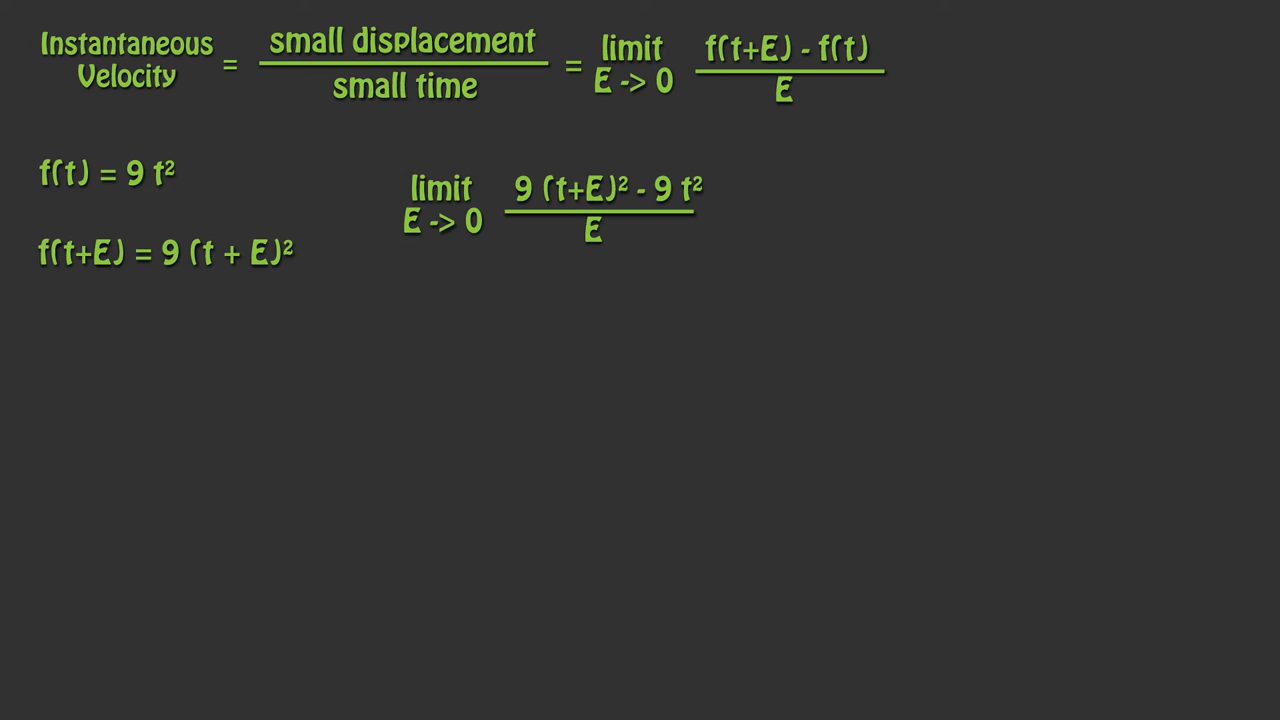 Instantaneous Velocity = small displacement / small time = limit E -> 0 f(t+E) - f(t) / E
f(t) = 9 t²
limit E -> 0 9 (t+E)² - 9 t² / E
f(t+E) = 9 (t + E)²